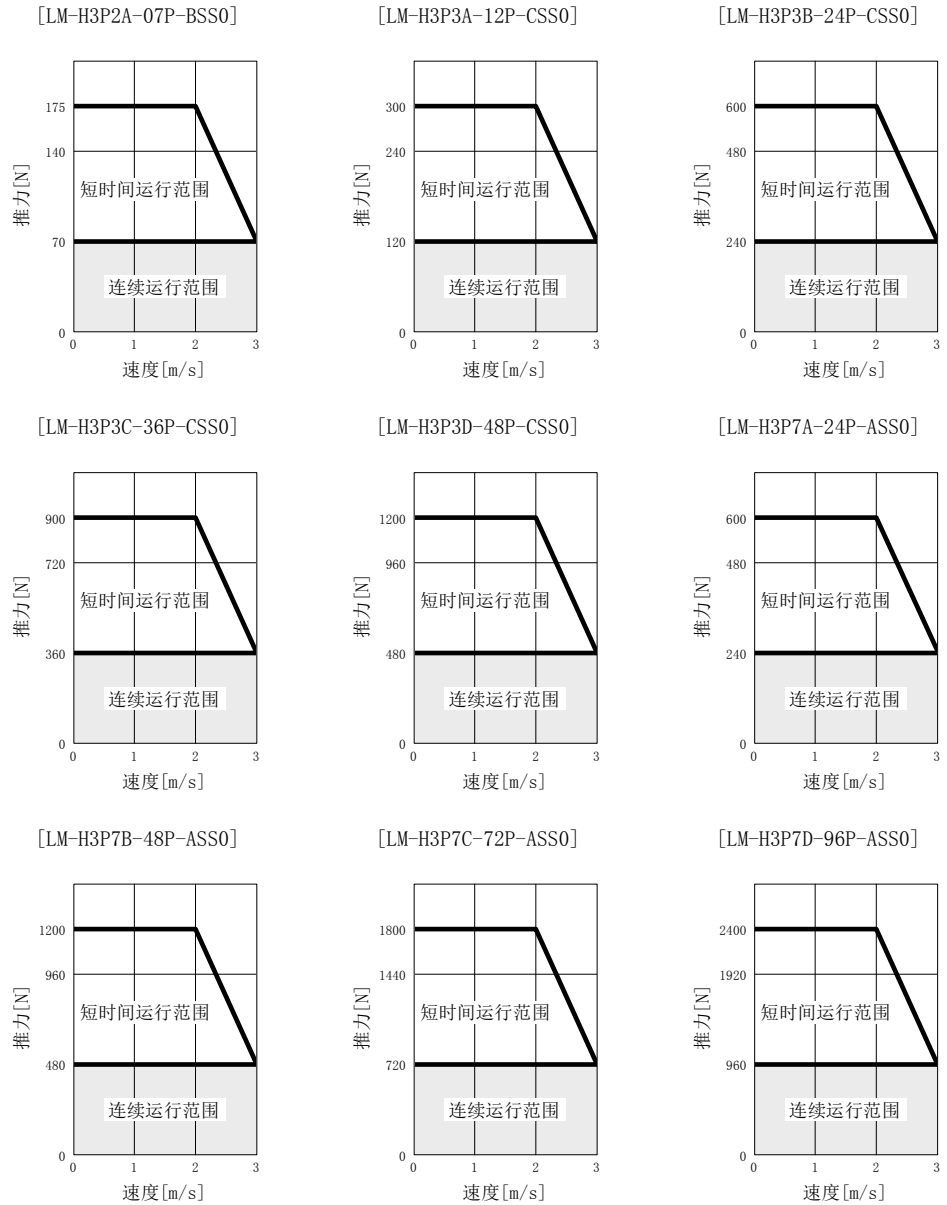 [LM-H3P2A-07P-BSS0]
175
140
70
0
推力[N]
短时间运行范围
连续运行范围
0 1 2 3
速度[m/s]
[LM-H3P3A-12P-CSS0]
300
240
120
0
推力[N]
短时间运行范围
连续运行范围
0 1 2 3
速度[m/s]
[LM-H3P3B-24P-CSS0]
600
480
240
0
推力[N]
短时间运行范围
连续运行范围
0 1 2 3
速度[m/s]
[LM-H3P3C-36P-CSS0]
900
720
360
0
推力[N]
短时间运行范围
连续运行范围
0 1 2 3
速度[m/s]
[LM-H3P3D-48P-CSS0]
1200
960
480
0
推力[N]
短时间运行范围
连续运行范围
0 1 2 3
速度[m/s]
[LM-H3P7A-24P-ASS0]
600
480
240
0
推力[N]
短时间运行范围
连续运行范围
0 1 2 3
速度[m/s]
[LM-H3P7B-48P-ASS0]
1200
960
480
0
推力[N]
短时间运行范围
连续运行范围
0 1 2 3
速度[m/s]
[LM-H3P7C-72P-ASS0]
1800
1440
720
0
推力[N]
短时间运行范围
连续运行范围
0 1 2 3
速度[m/s]
[LM-H3P7D-96P-ASS0]
2400
1920
960
0
推力[N]
短时间运行范围
连续运行范围
0 1 2 3
速度[m/s]